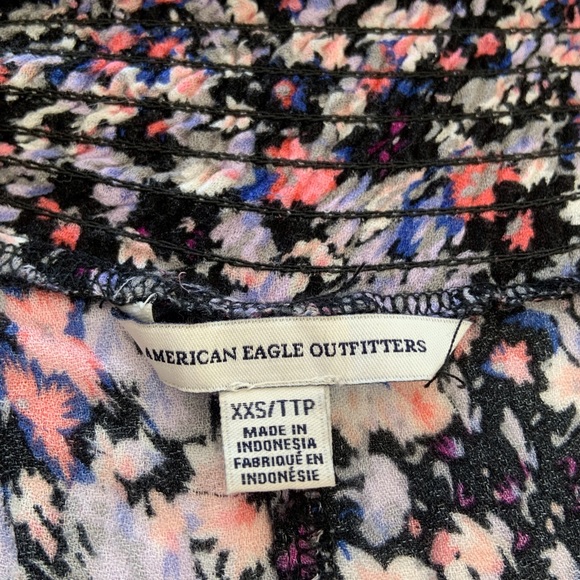 AMERICAN EAGLE OUTFITTERS
XXS/TTP
MADE IN
INDONESIA
FABRIQUÉ EN
INDONÉSIE